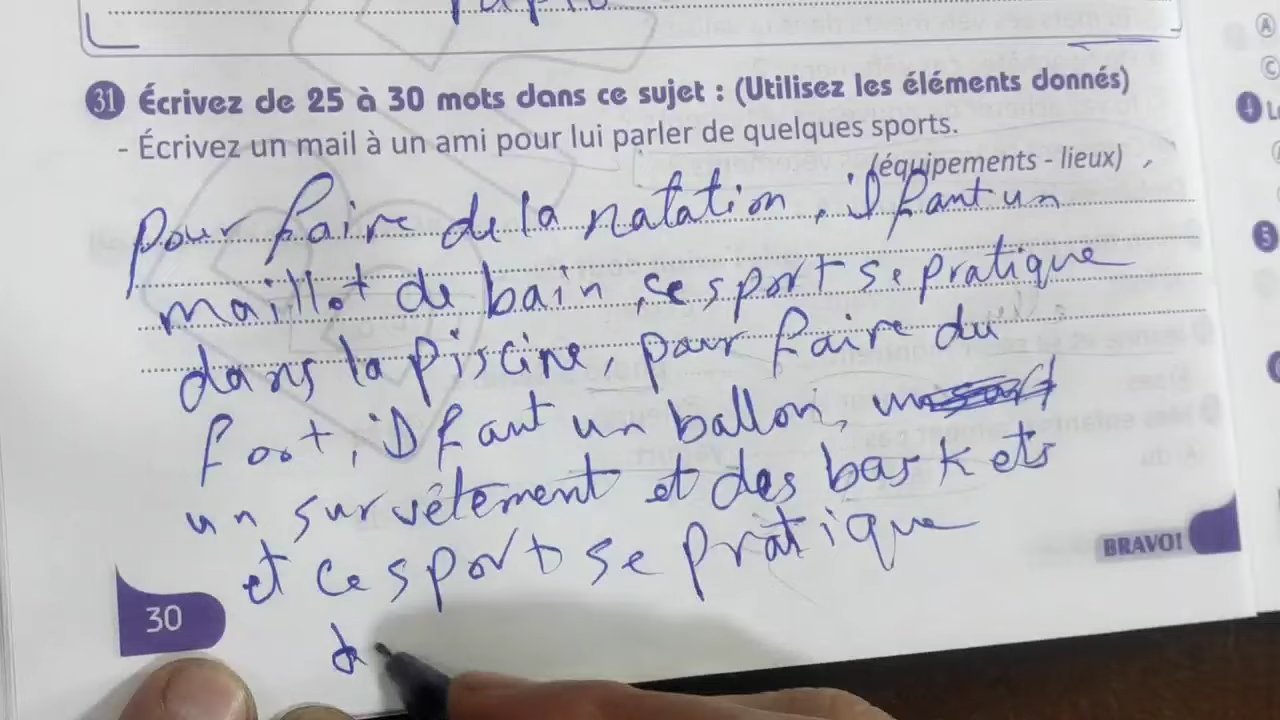 31 Écrivez de 25 à 30 mots dans ce sujet : (Utilisez les éléments donnés)
- Écrivez un mail à un ami pour lui parler de quelques sports.
(équipements - lieux)
pour faire de la natation, il faut un
maillot de bain, ce sport se pratique
dans la piscine, pour faire du
foot, il faut un ballon,
un survêtement et des baskets
et ce sport se pratique
da
BRAVO!
30
A
C
4 L
5